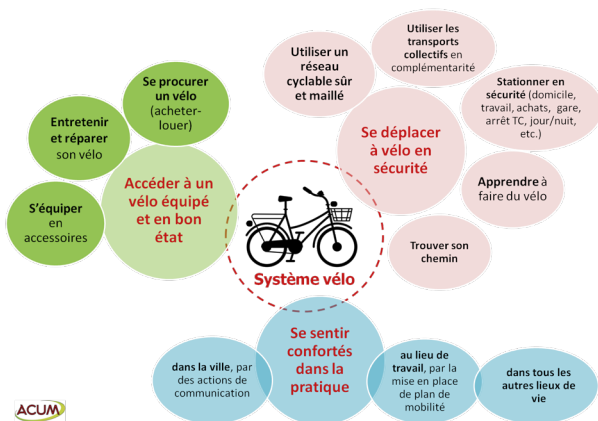 Se procurer
un vélo
(acheter-
louer)
Entretenir
et réparer
son vélo
S'équiper
en
accessoires
Accéder à un
vélo équipé
et en bon
état
Utiliser un
réseau
cyclable sûr
et maillé
Utiliser les
transports
collectifs en
complémentarité
Stationner en
sécurité (domicile,
travail, achats, gare,
arrêt TC, jour/nuit,
etc.)
Se déplacer
à vélo en
sécurité
Apprendre à
faire du vélo
Trouver son
chemin
Système vélo
Se sentir
confortés
dans la
pratique
dans la ville, par
des actions de
communication
au lieu de
travail, par la
mise en place
de plan de
mobilité
dans tous les
autres lieux de
vie
ACUM